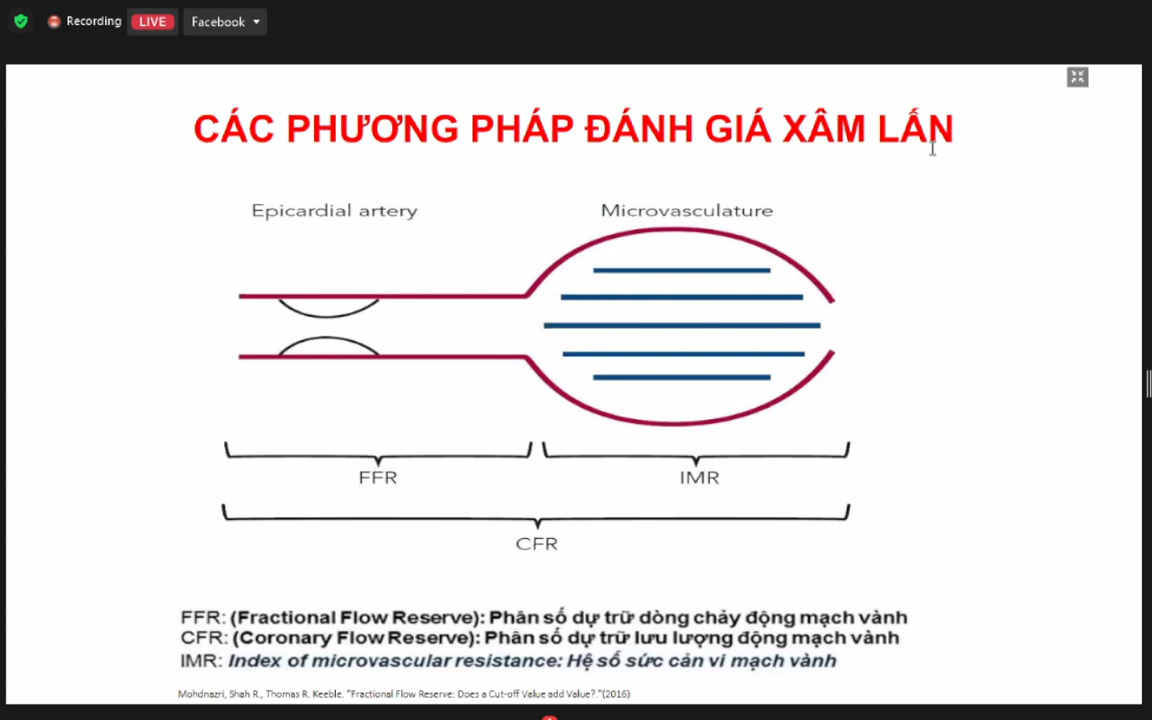 Recording LIVE Facebook
CÁC PHƯƠNG PHÁP ĐÁNH GIÁ XÂM LẤN
Epicardial artery Microvasculature
FFR IMR
CFR
FFR: (Fractional Flow Reserve): Phân số dự trữ dòng chảy động mạch vành
CFR: (Coronary Flow Reserve): Phân số dự trữ lưu lượng động mạch vành
IMR: Index of microvascular resistance: Hệ số sức cản vi mạch vành
Mohdnazri, Shah R., Thomas R. Keeble. "Fractional Flow Reserve: Does a Cut-off Value add Value?."(2016)